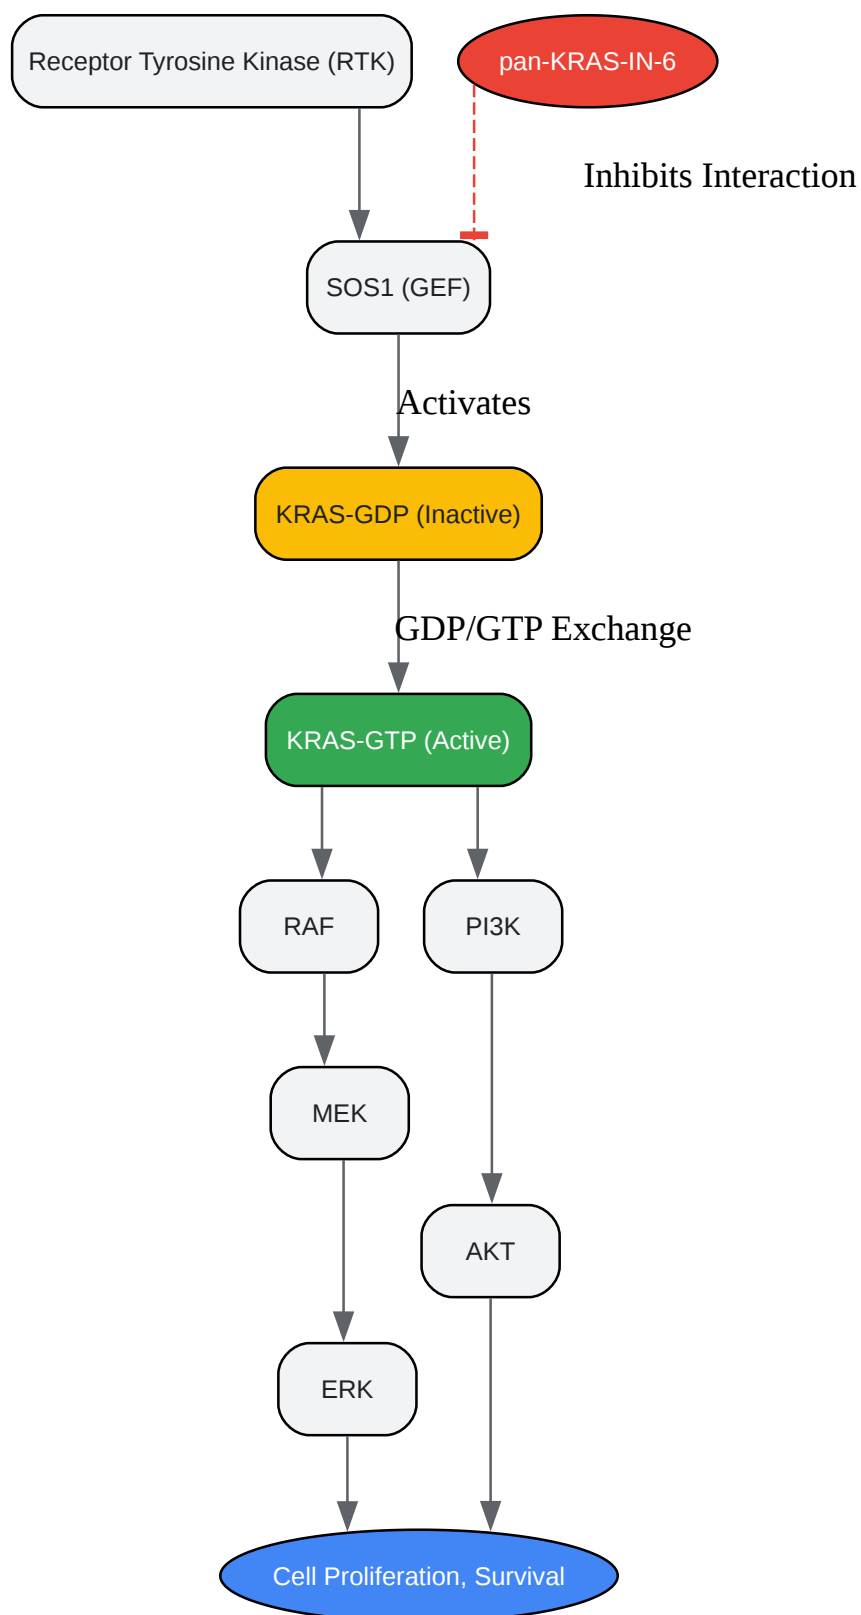 Receptor Tyrosine Kinase (RTK)
pan-KRAS-IN-6
Inhibits Interaction
SOS1 (GEF)
Activates
KRAS-GDP (Inactive)
GDP/GTP Exchange
KRAS-GTP (Active)
RAF
PI3K
MEK
AKT
ERK
Cell Proliferation, Survival